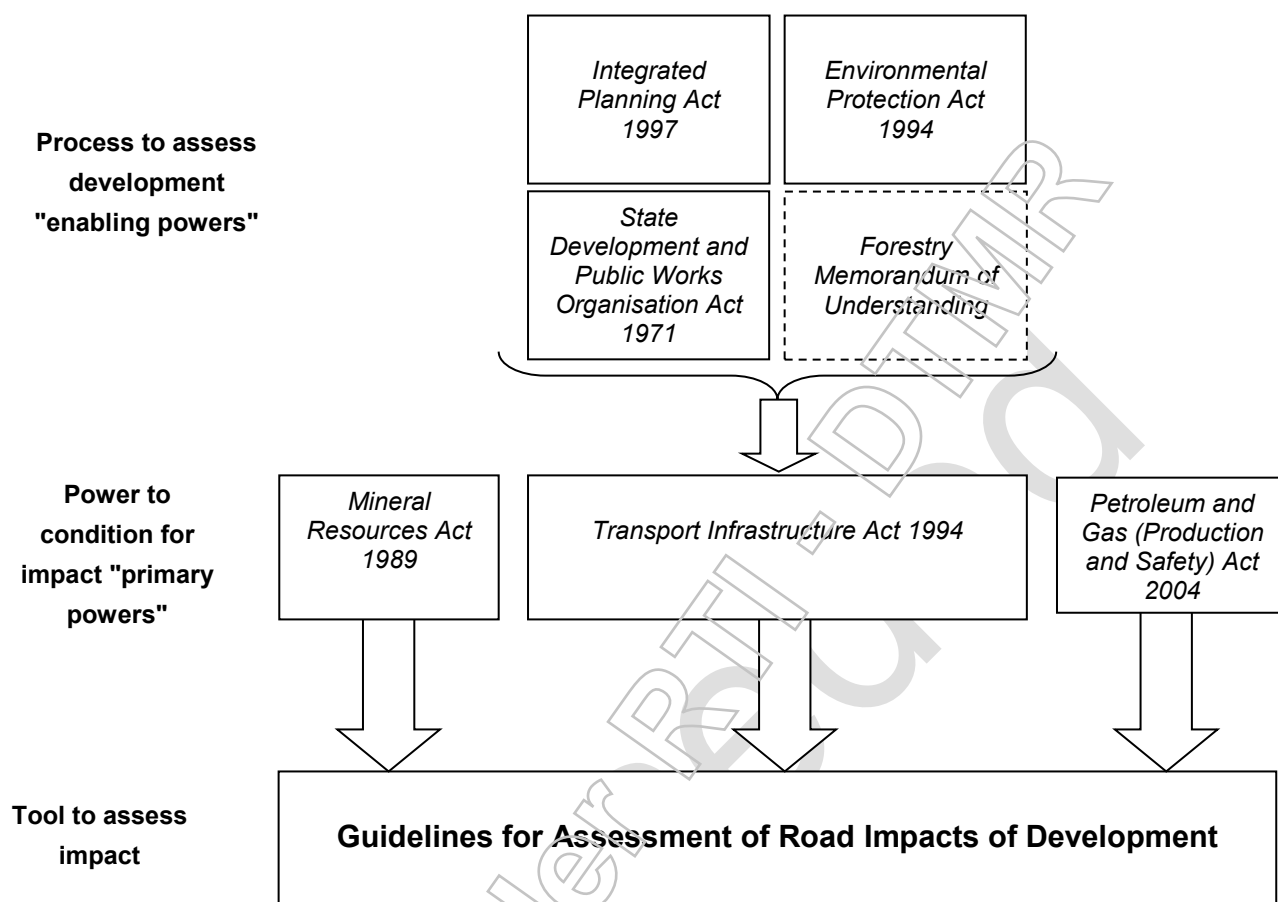 Integrated
Planning Act
1997
Environmental
Protection Act
1994
Process to assess
development
"enabling powers"
State
Development and
Public Works
Organisation Act
1971
Forestry
Memorandum of
Understanding
Power to
condition for
impact "primary
powers"
Mineral
Resources Act
1989
Transport Infrastructure Act 1994
Petroleum and
Gas (Production
and Safety) Act
2004
Tool to assess
impact
Guidelines for Assessment of Road Impacts of Development
RTI - DTMR